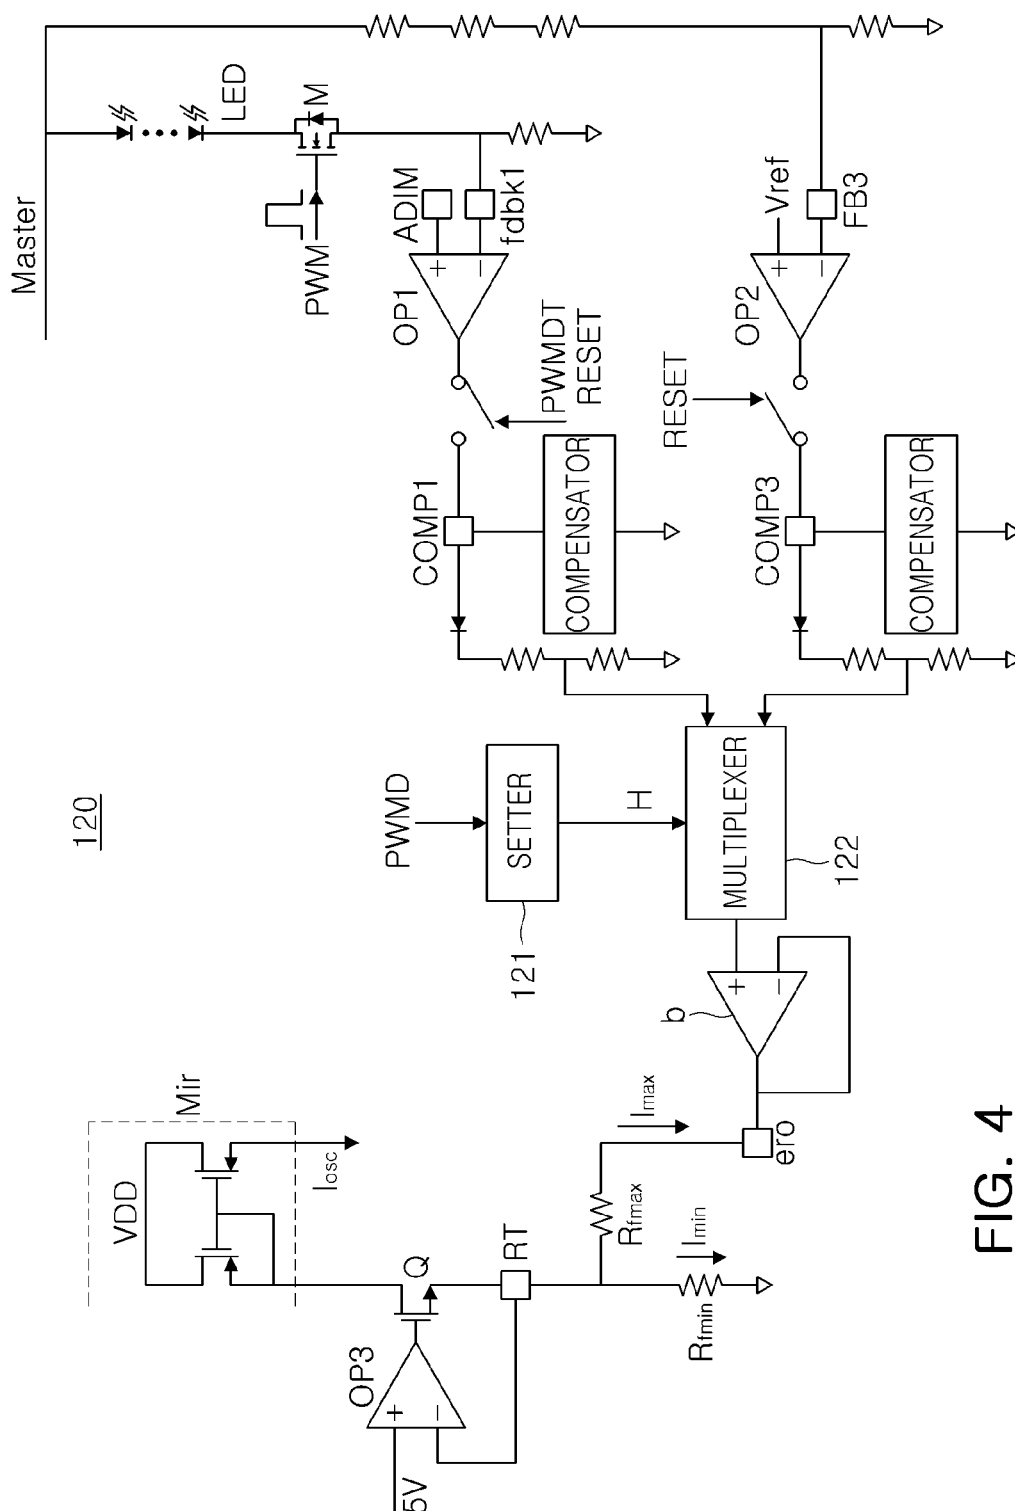 120
Master
LED
M
PWM
ADIM
fdbk1
OP1
PWMDT
RESET
COMP1
COMPENSATOR
Vref
FB3
OP2
RESET
COMP3
COMPENSATOR
PWMD
SETTER
121
H
MULTIPLEXER
122
b
ero
Imax
Rfmax
Imin
Rfmin
RT
Q
OP3
5V
VDD
Mir
Iosc
+
−
+
−
+
−
+
−
FIG. 4